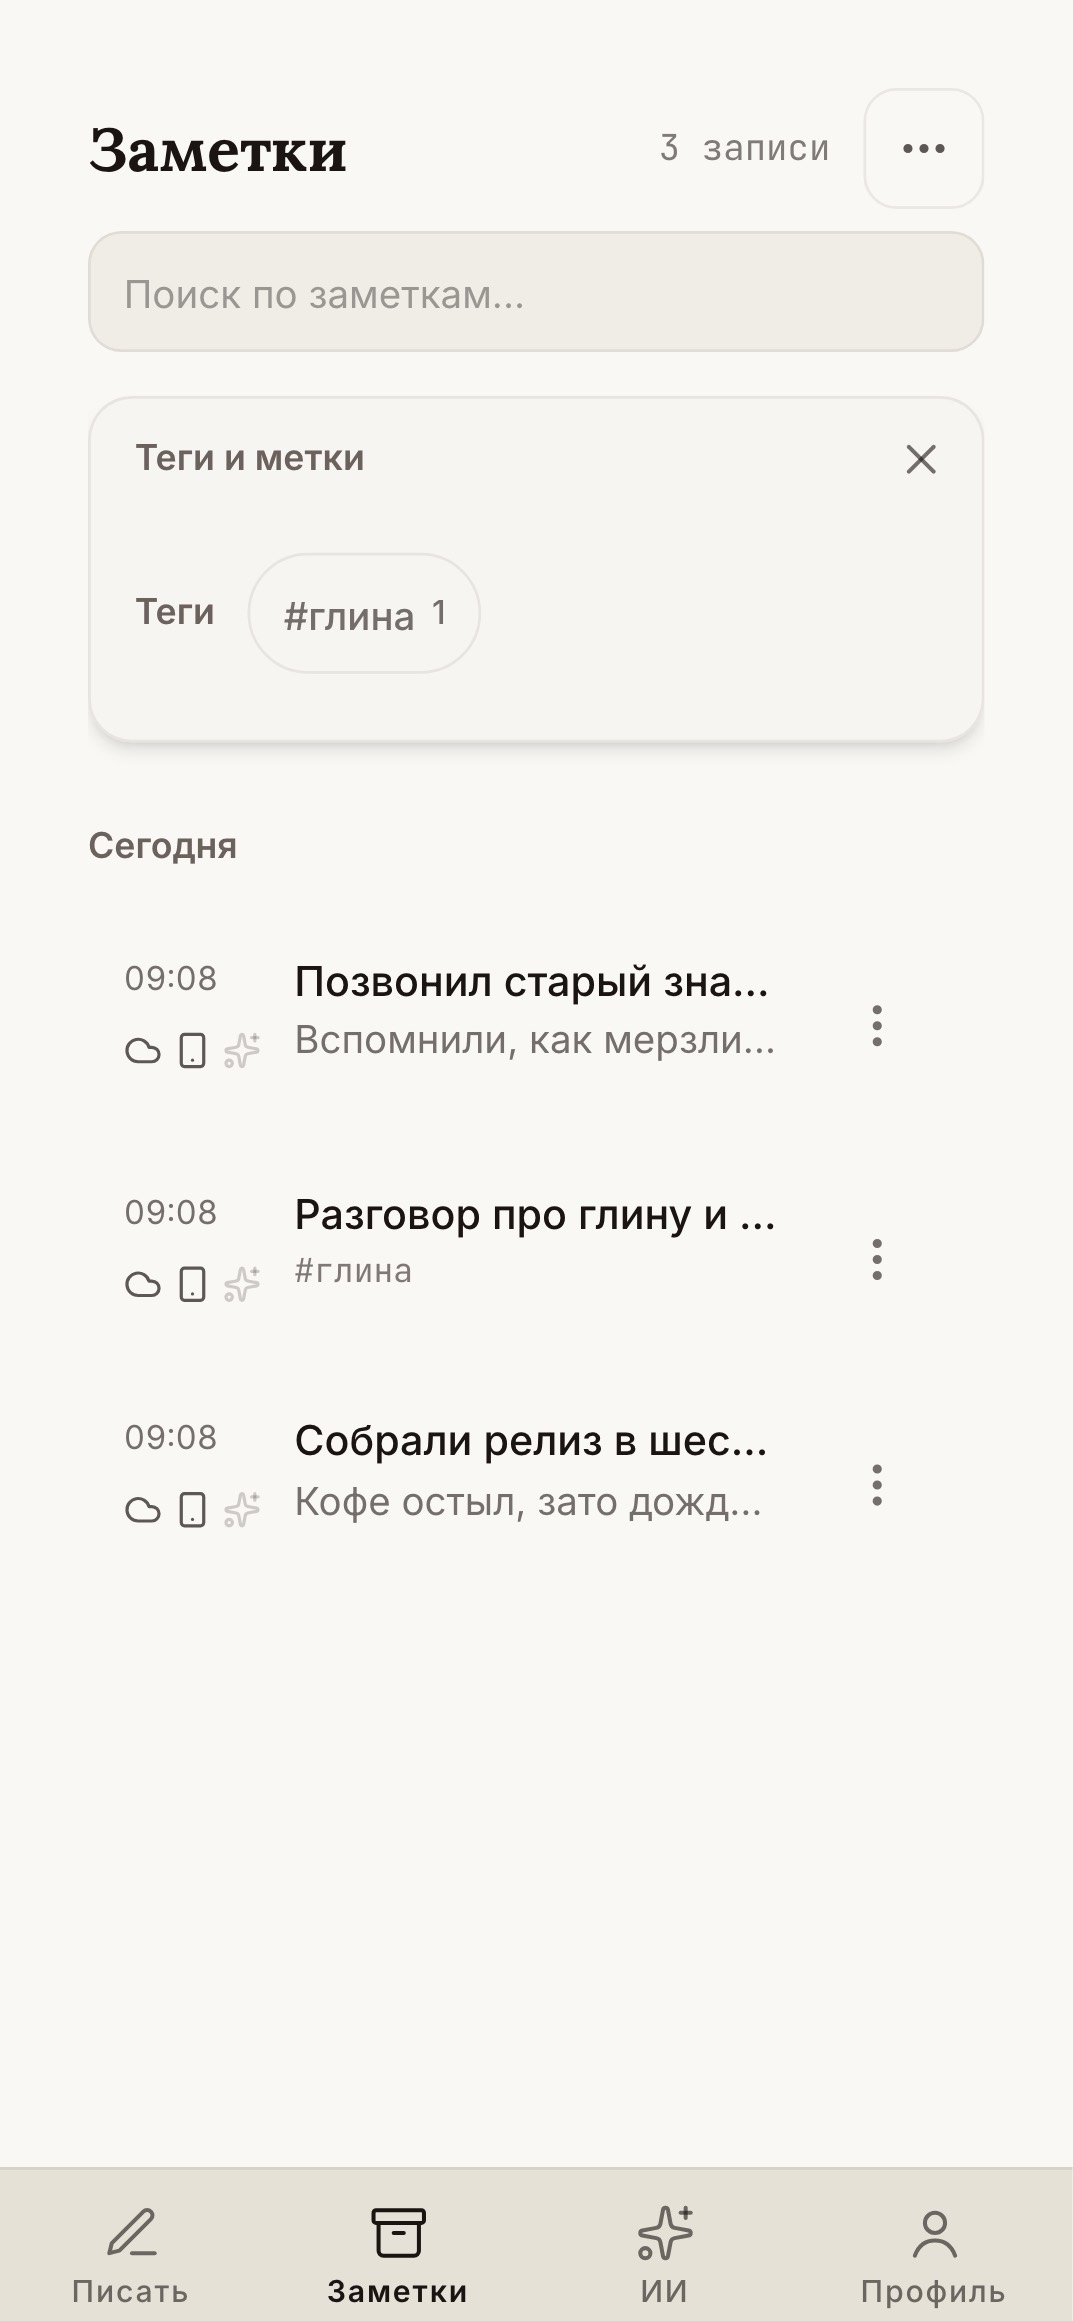 Заметки
3 записи
Поиск по заметкам...
Теги и метки
Теги
#глина 1
Сегодня
09:08
Позвонил старый зна...
Вспомнили, как мерзли...
09:08
Разговор про глину и ...
#глина
09:08
Собрали релиз в шес...
Кофе остыл, зато дожд...
Писать
Заметки
ИИ
Профиль